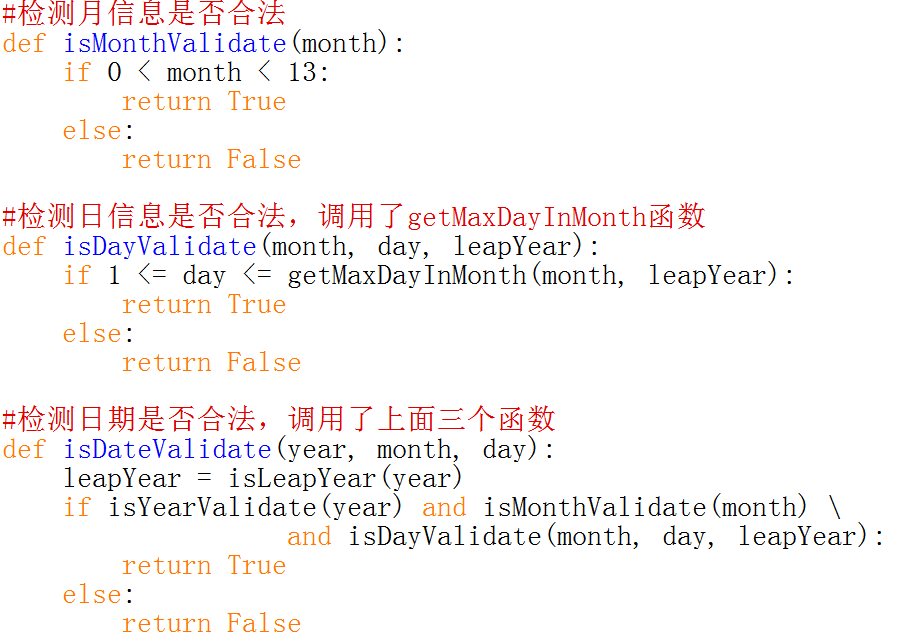 #检测月信息是否合法
def isMonthValidate(month):
    if 0 < month < 13:
        return True
    else:
        return False
#检测日信息是否合法，调用了getMaxDayInMonth函数
def isDayValidate(month, day, leapYear):
    if 1 <= day <= getMaxDayInMonth(month, leapYear):
        return True
    else:
        return False
#检测日期是否合法，调用了上面三个函数
def isDateValidate(year, month, day):
    leapYear = isLeapYear(year)
    if isYearValidate(year) and isMonthValidate(month) \
                   and isDayValidate(month, day, leapYear):
        return True
    else:
        return False